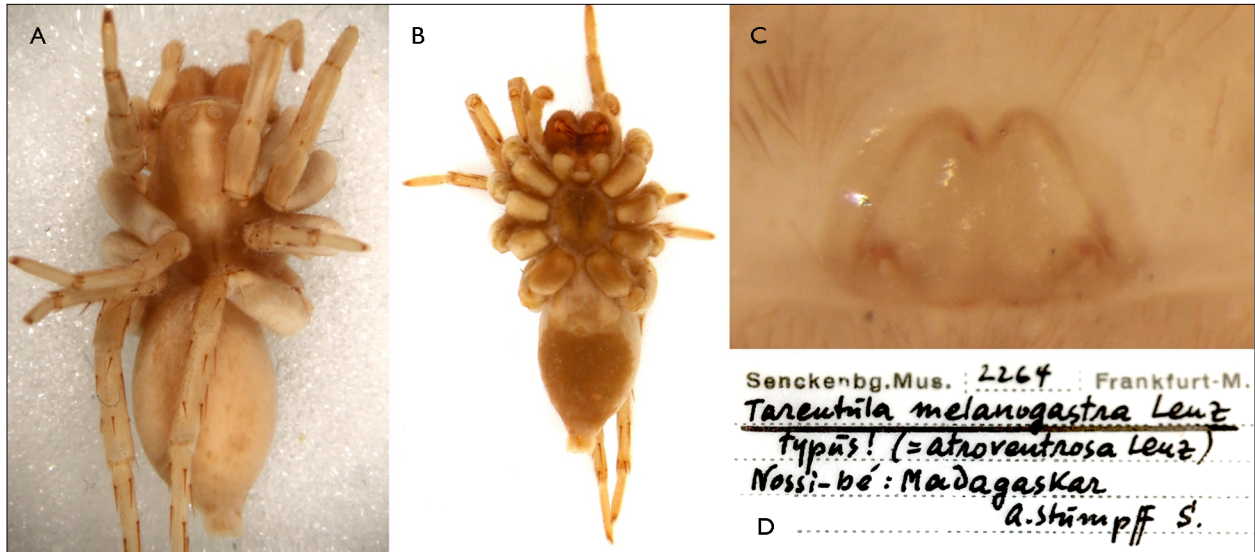 A
B
C
Senckenbg.Mus. 2264 Frankfurt-M.
Tarentula melanogastra Lenz
typus! (=atroventrosa Lenz)
Nossi-bé: Madagaskar
A. Stumpff S.
D